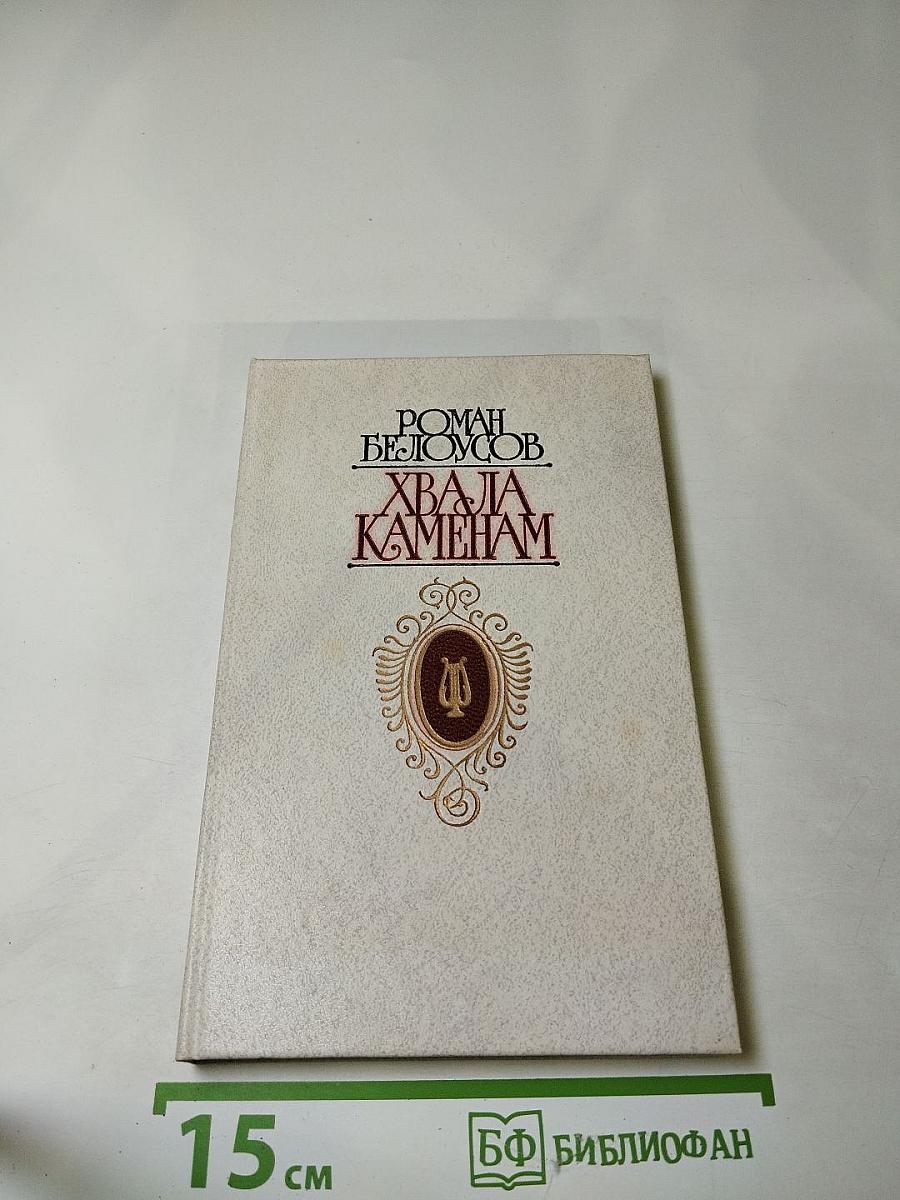 РОМАН
БЕЛОУСОВ
ХВАЛА
КАМЕНАМ
15 см
БФ БИБЛИОФАН